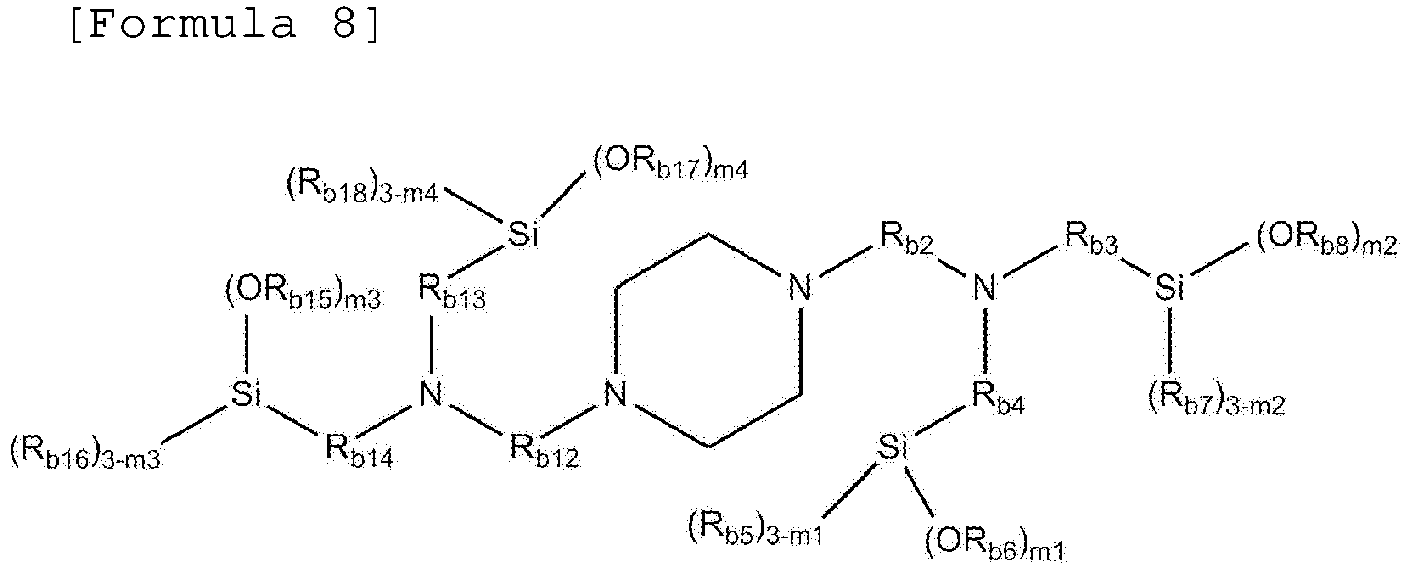 [Formula 8]
(ORb17)m4
(Rb18)3-m4
Si
Rb2
Rb3
(ORb8)m2
(ORb15)m3
Rb13
N
N
Si
Si
N
N
Rb4
(Rb7)3-m2
(Rb16)3-m3
Rb14
Rb12
Si
(Rb5)3-m1
(ORb6)m1